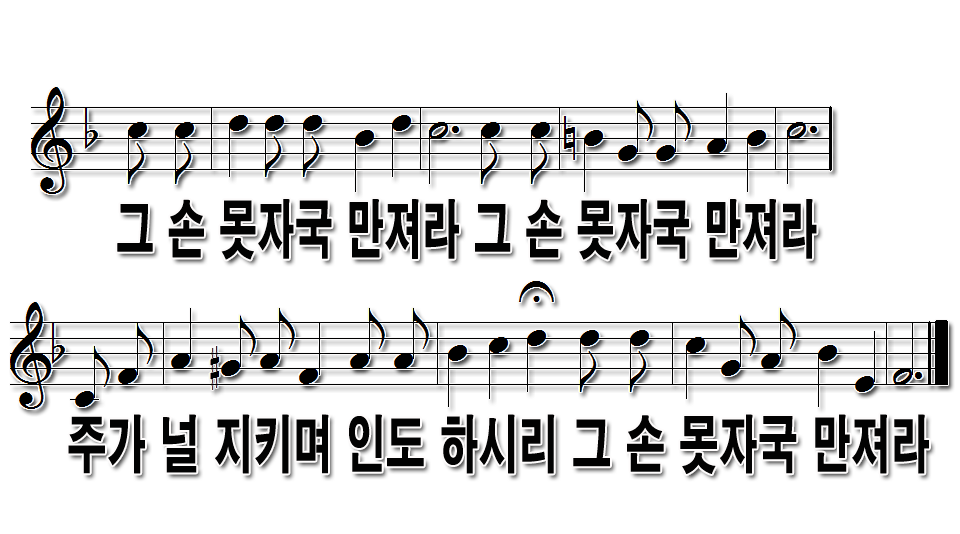 그 손 못자국 만져라 그 손 못자국 만져라
주가 널 지키며 인도 하시리 그 손 못자국 만져라